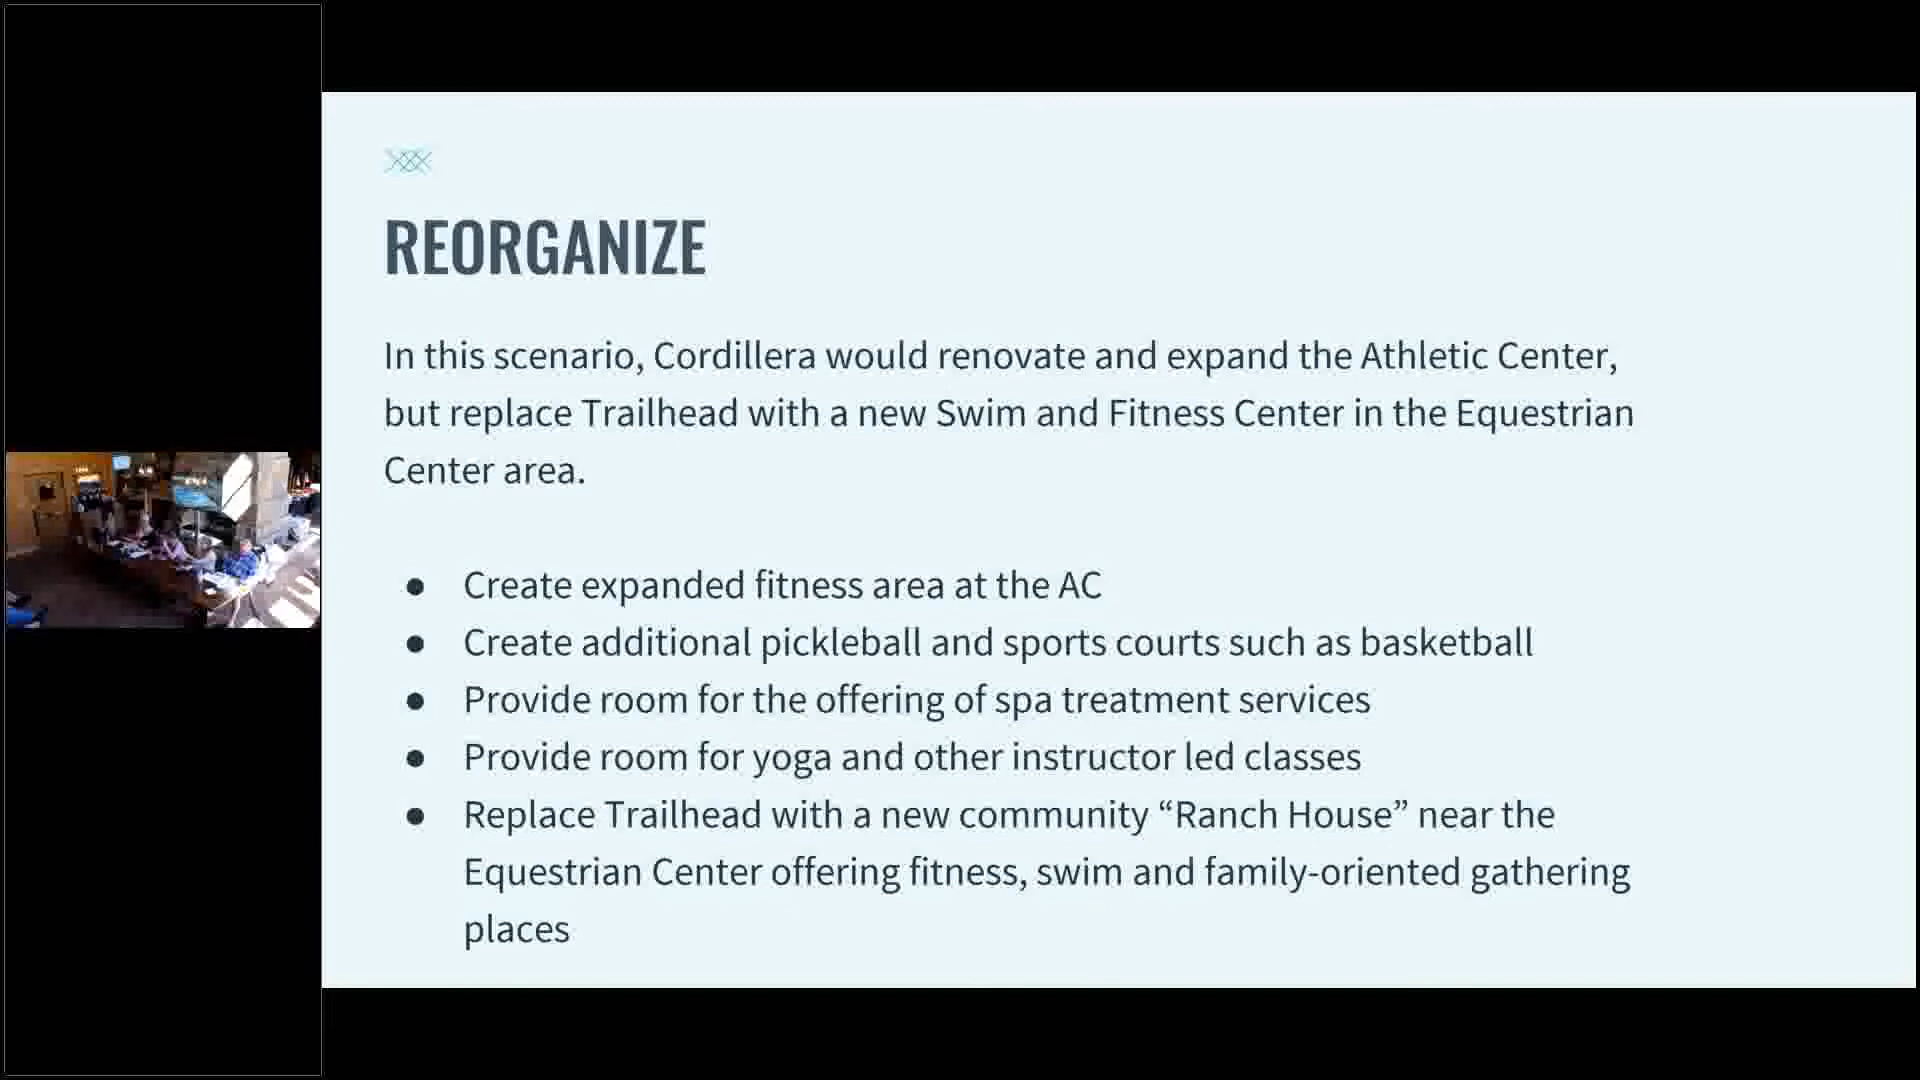 REORGANIZE
In this scenario, Cordillera would renovate and expand the Athletic Center,
but replace Trailhead with a new Swim and Fitness Center in the Equestrian
Center area.
● Create expanded fitness area at the AC
● Create additional pickleball and sports courts such as basketball
● Provide room for the offering of spa treatment services
● Provide room for yoga and other instructor led classes
● Replace Trailhead with a new community “Ranch House” near the
Equestrian Center offering fitness, swim and family-oriented gathering
places